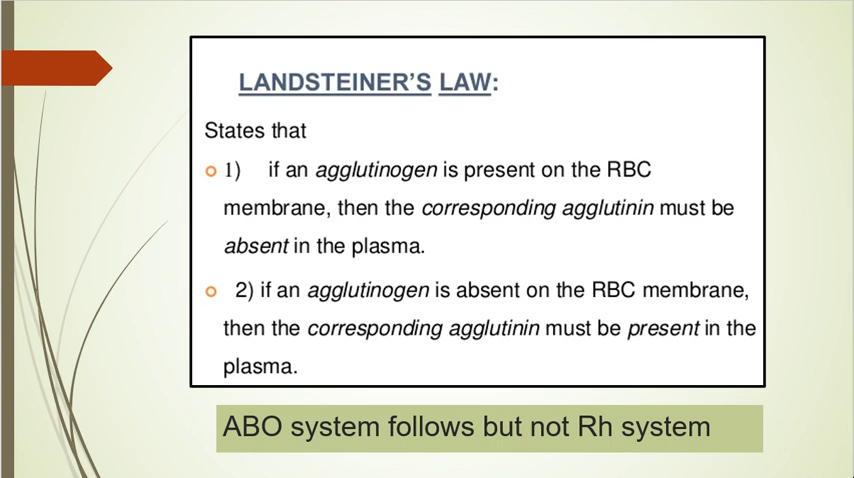 LANDSTEINER’S LAW:
States that
1) if an agglutinogen is present on the RBC
membrane, then the corresponding agglutinin must be
absent in the plasma.
2) if an agglutinogen is absent on the RBC membrane,
then the corresponding agglutinin must be present in the
plasma.
ABO system follows but not Rh system